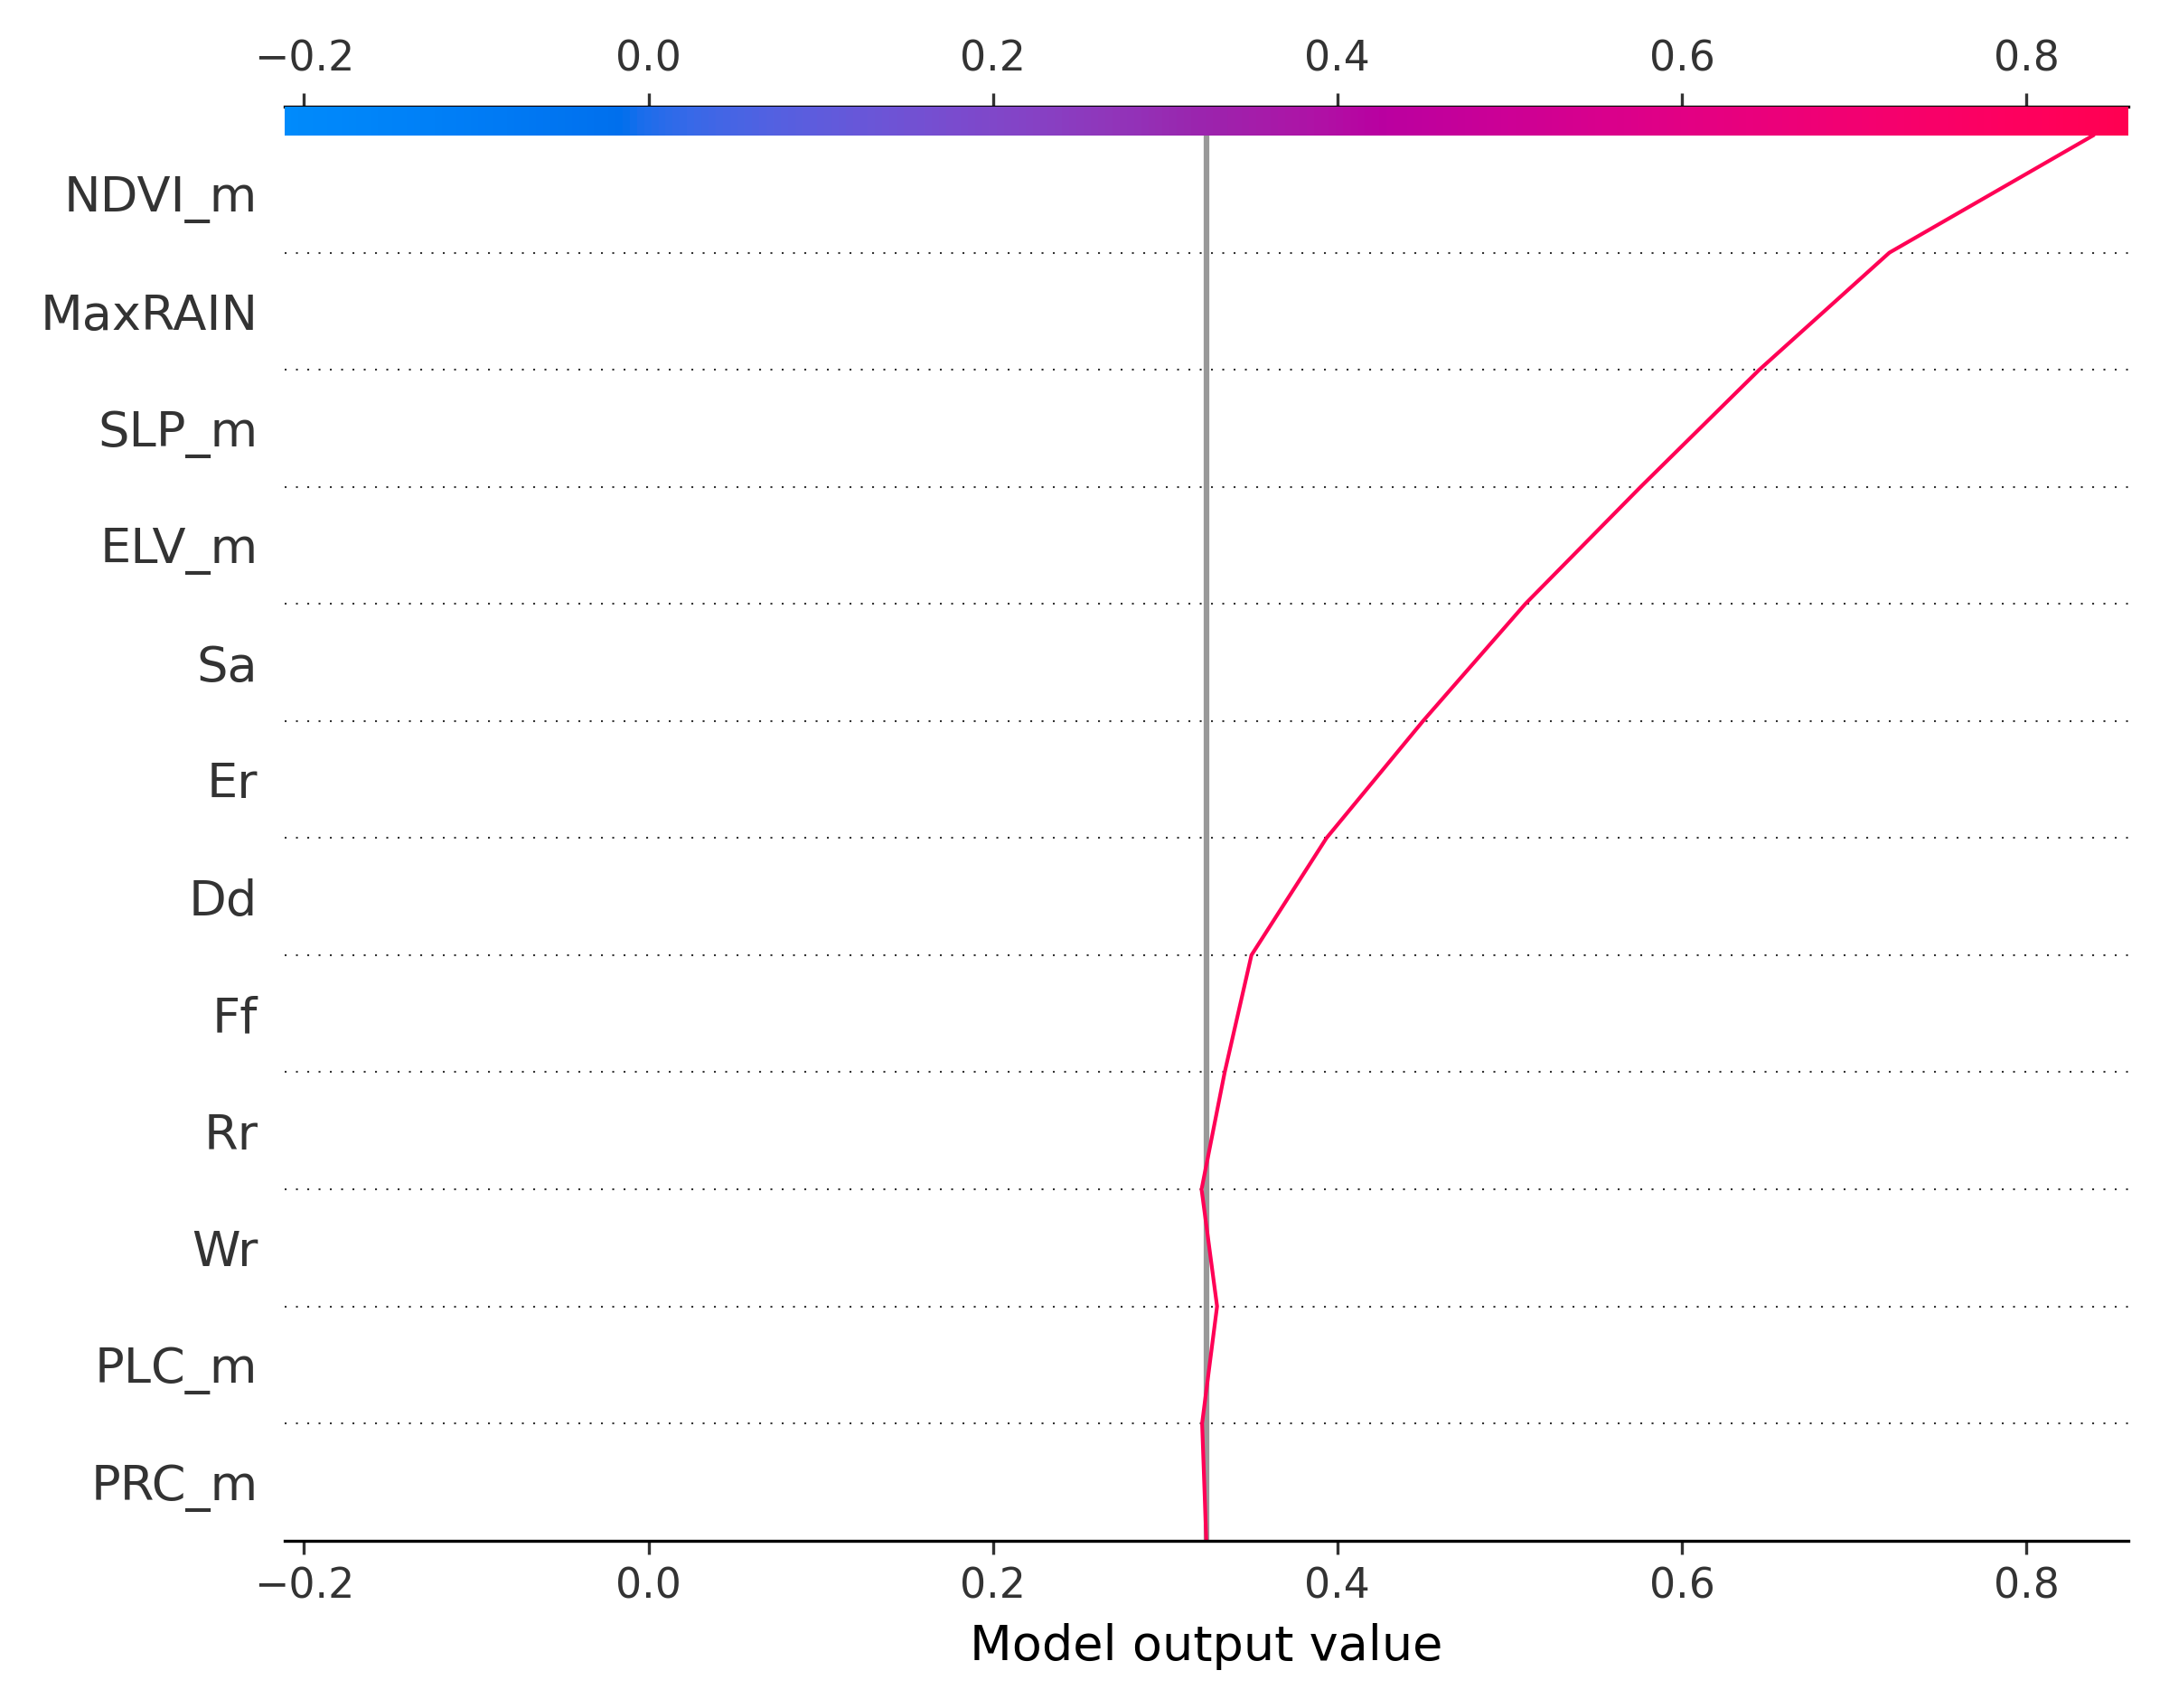 −0.2 0.0 0.2 0.4 0.6 0.8
NDVI_m
MaxRAIN
SLP_m
ELV_m
Sa
Er
Dd
Ff
Rr
Wr
PLC_m
PRC_m
−0.2 0.0 0.2 0.4 0.6 0.8
Model output value